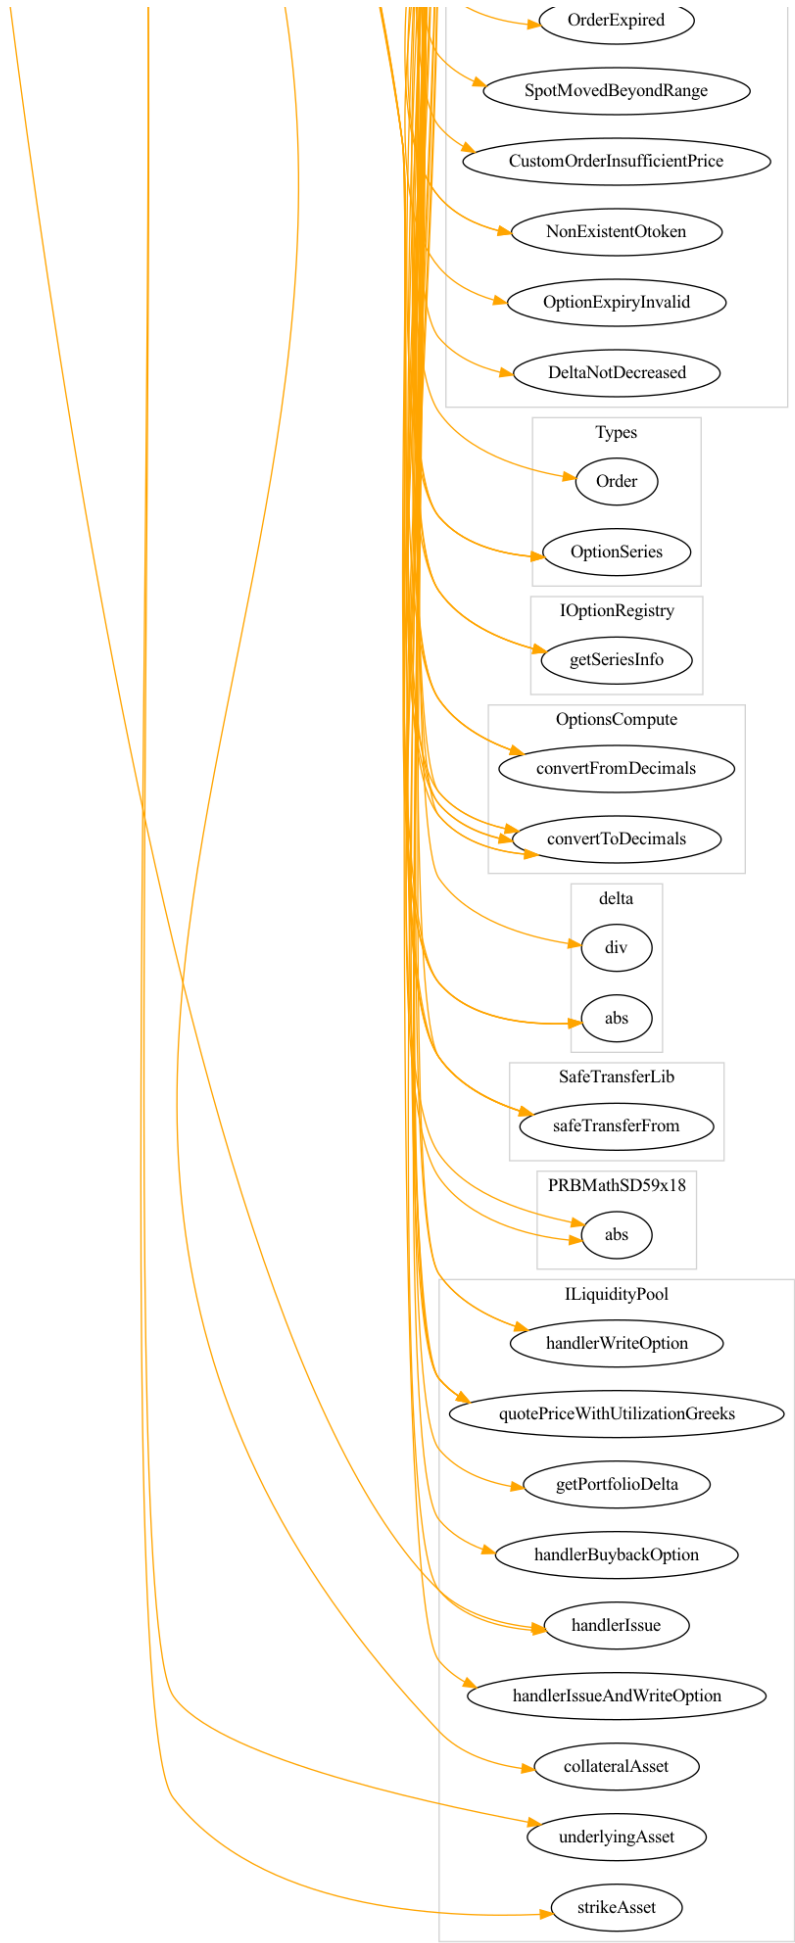 OrderExpired
SpotMovedBeyondRange
CustomOrderInsufficientPrice
NonExistentOtoken
OptionExpiryInvalid
DeltaNotDecreased
Types
Order
OptionSeries
IOptionRegistry
getSeriesInfo
OptionsCompute
convertFromDecimals
convertToDecimals
delta
div
abs
SafeTransferLib
safeTransferFrom
PRBMathSD59x18
abs
ILiquidityPool
handlerWriteOption
quotePriceWithUtilizationGreeks
getPortfolioDelta
handlerBuybackOption
handlerIssue
handlerIssueAndWriteOption
collateralAsset
underlyingAsset
strikeAsset